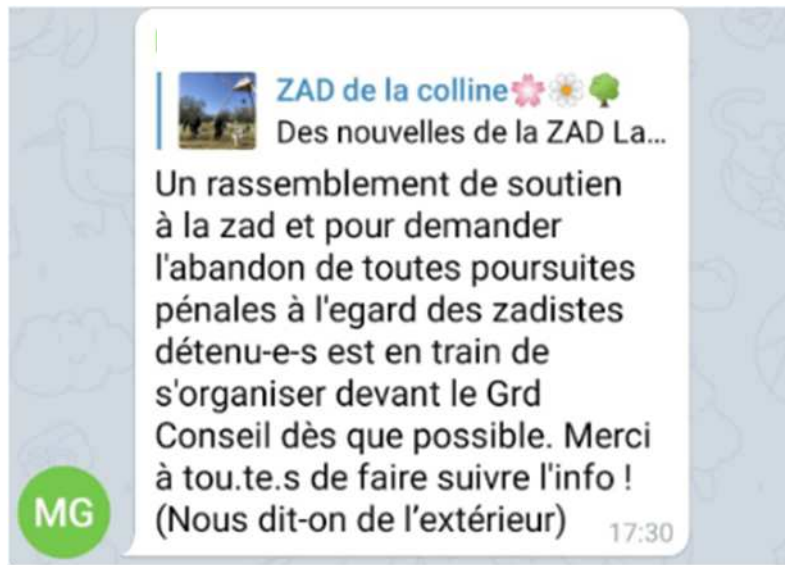 ZAD de la colline🌸🌼🌳
Des nouvelles de la ZAD La...
Un rassemblement de soutien
à la zad et pour demander
l'abandon de toutes poursuites
pénales à l'egard des zadistes
détenu-e-s est en train de
s'organiser devant le Grd
Conseil dès que possible. Merci
à tou.te.s de faire suivre l'info !
(Nous dit-on de l’extérieur) 17:30
MG